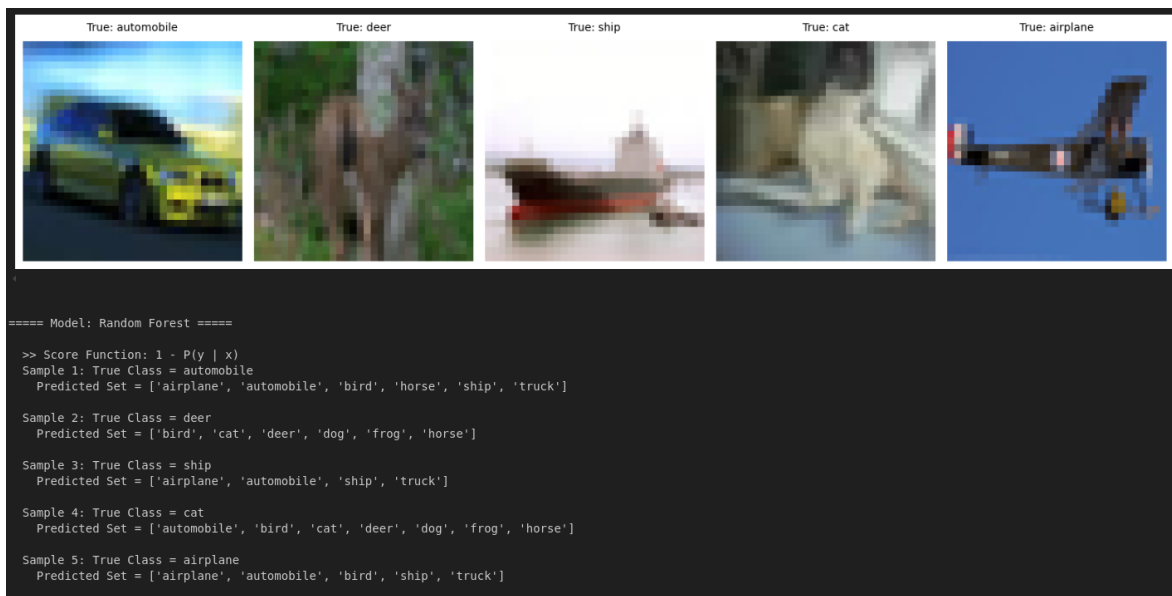 True: automobile True: deer True: ship True: cat True: airplane
===== Model: Random Forest =====
>> Score Function: 1 - P(y | x)
Sample 1: True Class = automobile
Predicted Set = ['airplane', 'automobile', 'bird', 'horse', 'ship', 'truck']
Sample 2: True Class = deer
Predicted Set = ['bird', 'cat', 'deer', 'dog', 'frog', 'horse']
Sample 3: True Class = ship
Predicted Set = ['airplane', 'automobile', 'ship', 'truck']
Sample 4: True Class = cat
Predicted Set = ['automobile', 'bird', 'cat', 'deer', 'dog', 'frog', 'horse']
Sample 5: True Class = airplane
Predicted Set = ['airplane', 'automobile', 'bird', 'ship', 'truck']